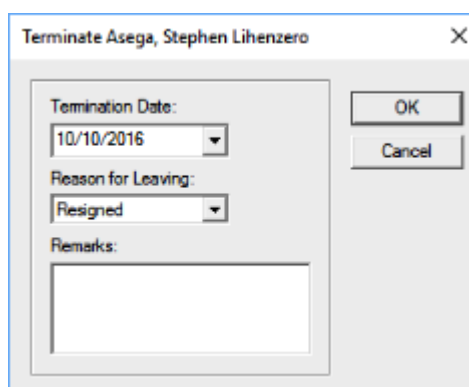 Terminate Asega, Stephen Lihenzero
Termination Date:
10/10/2016
Reason for Leaving:
Resigned
Remarks:
OK
Cancel